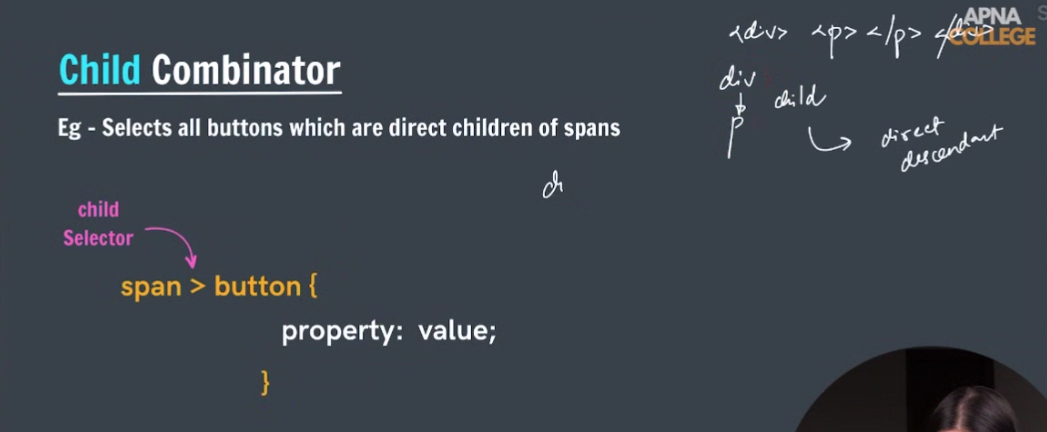 APNA
COLLEGE
S
<div> <p> </p> </div>
Child Combinator
div
child
p
direct
descendant
Eg - Selects all buttons which are direct children of spans
ch
child
Selector
span > button {
property: value;
}